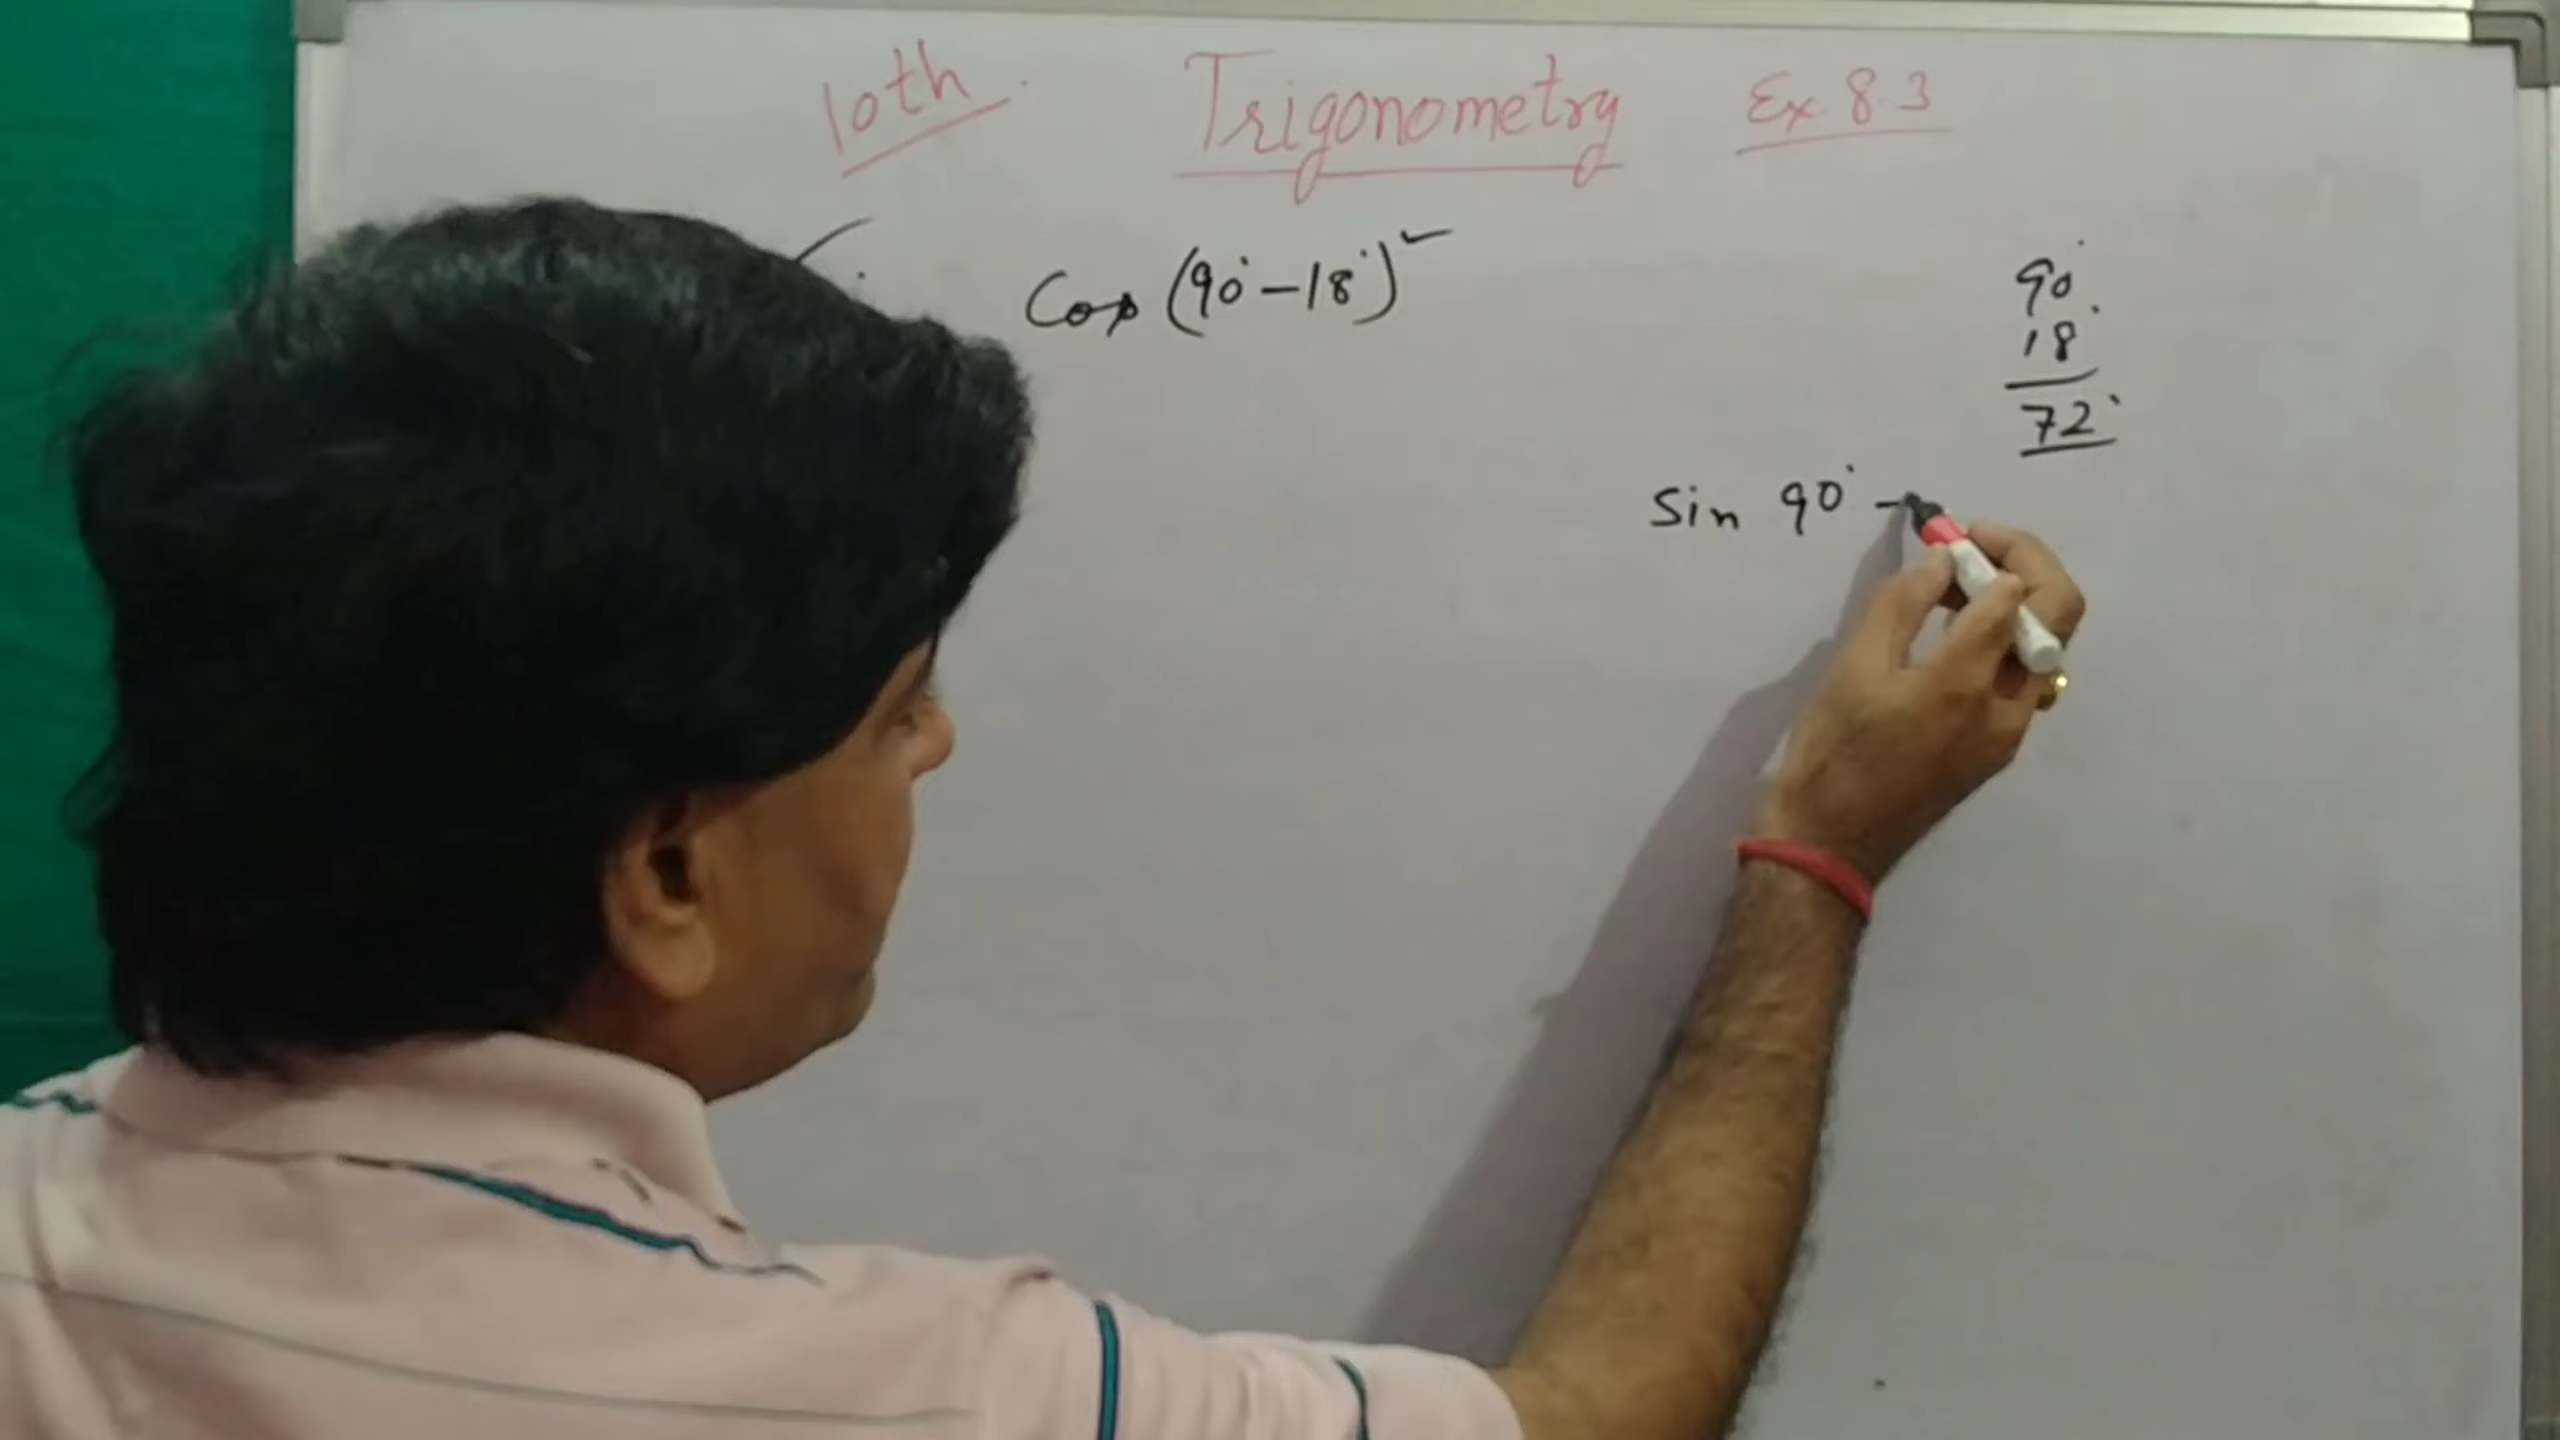 10th. Trigonometry Ex. 8.3
Cos (90° – 18°)
90°
18°
72°
Sin 90° –